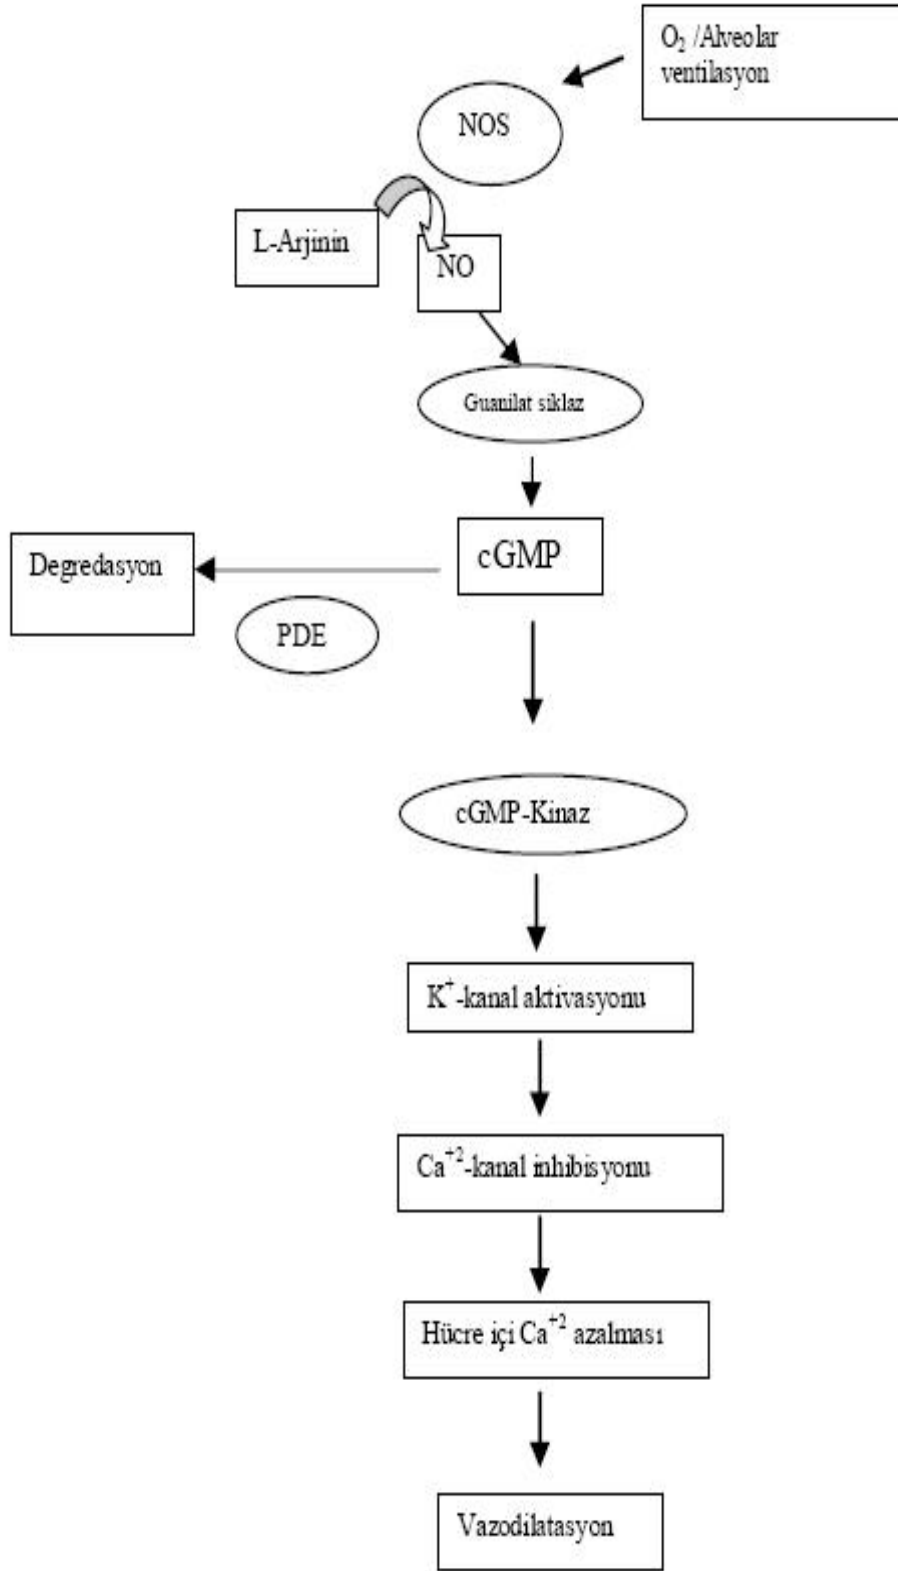 O₂ /Alveolar
ventilasyon
NOS
L-Arjinin
NO
Guanilat siklaz
cGMP
Degredasyon
PDE
cGMP-Kinaz
K⁺-kanal aktivasyonu
Ca⁺²-kanal inhibisyonu
Hücre içi Ca⁺² azalması
Vazodilatasyon